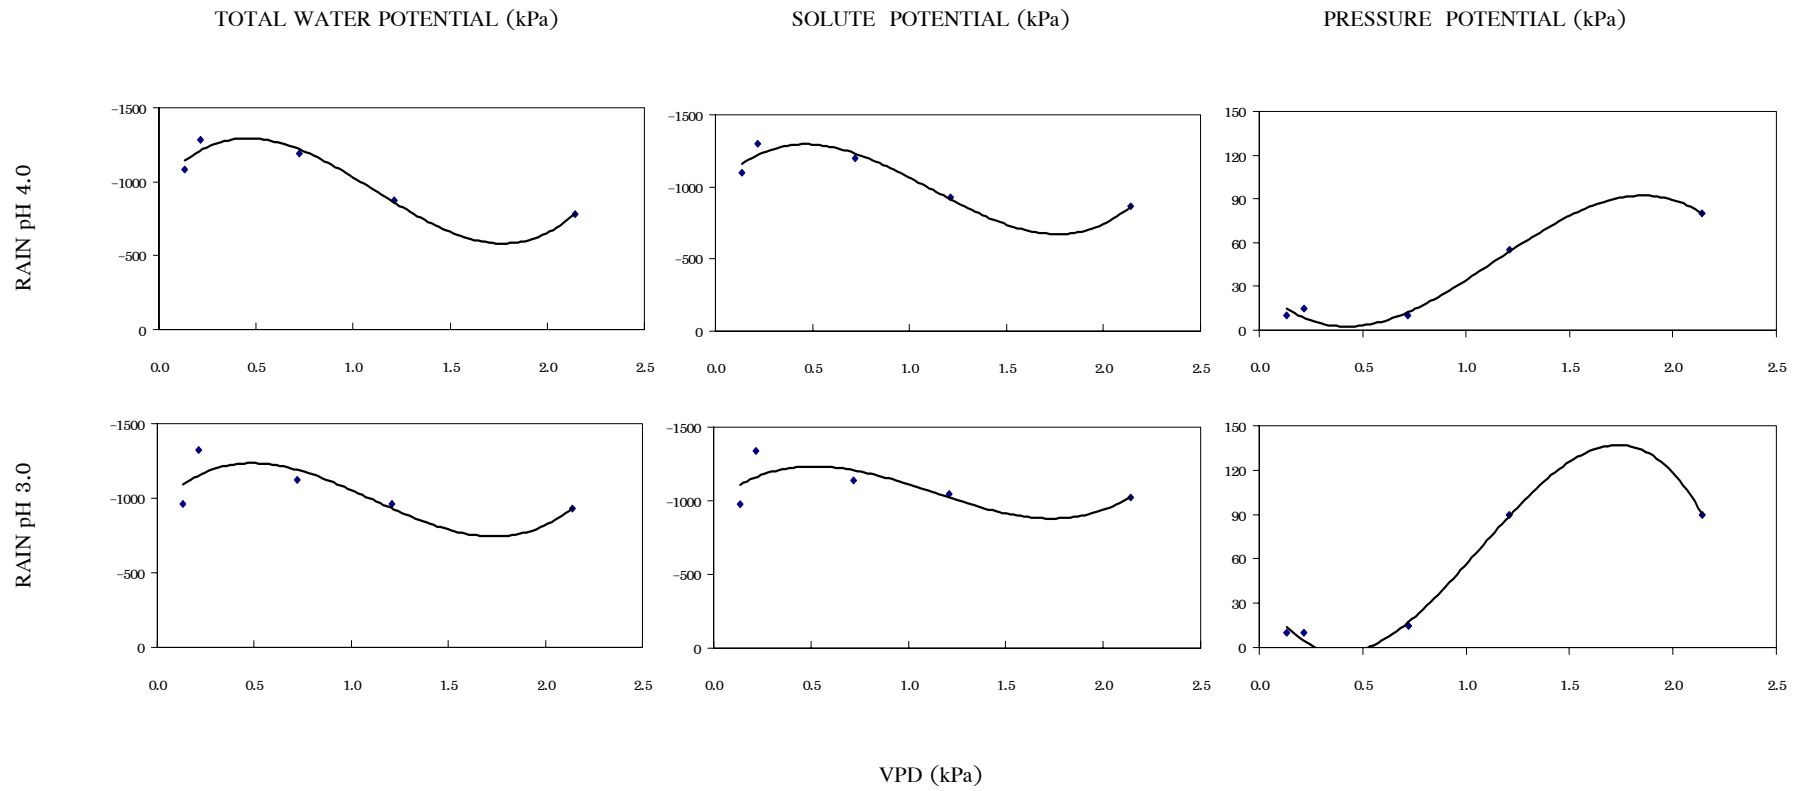 TOTAL WATER POTENTIAL (kPa)
SOLUTE POTENTIAL (kPa)
PRESSURE POTENTIAL (kPa)
RAIN pH 4.0
-1500
-1000
-500
0
0.0 0.5 1.0 1.5 2.0 2.5
-1500
-1000
-500
0
0.0 0.5 1.0 1.5 2.0 2.5
150
120
90
60
30
0
0.0 0.5 1.0 1.5 2.0 2.5
RAIN pH 3.0
-1500
-1000
-500
0
0.0 0.5 1.0 1.5 2.0 2.5
-1500
-1000
-500
0
0.0 0.5 1.0 1.5 2.0 2.5
150
120
90
60
30
0
0.0 0.5 1.0 1.5 2.0 2.5
VPD (kPa)